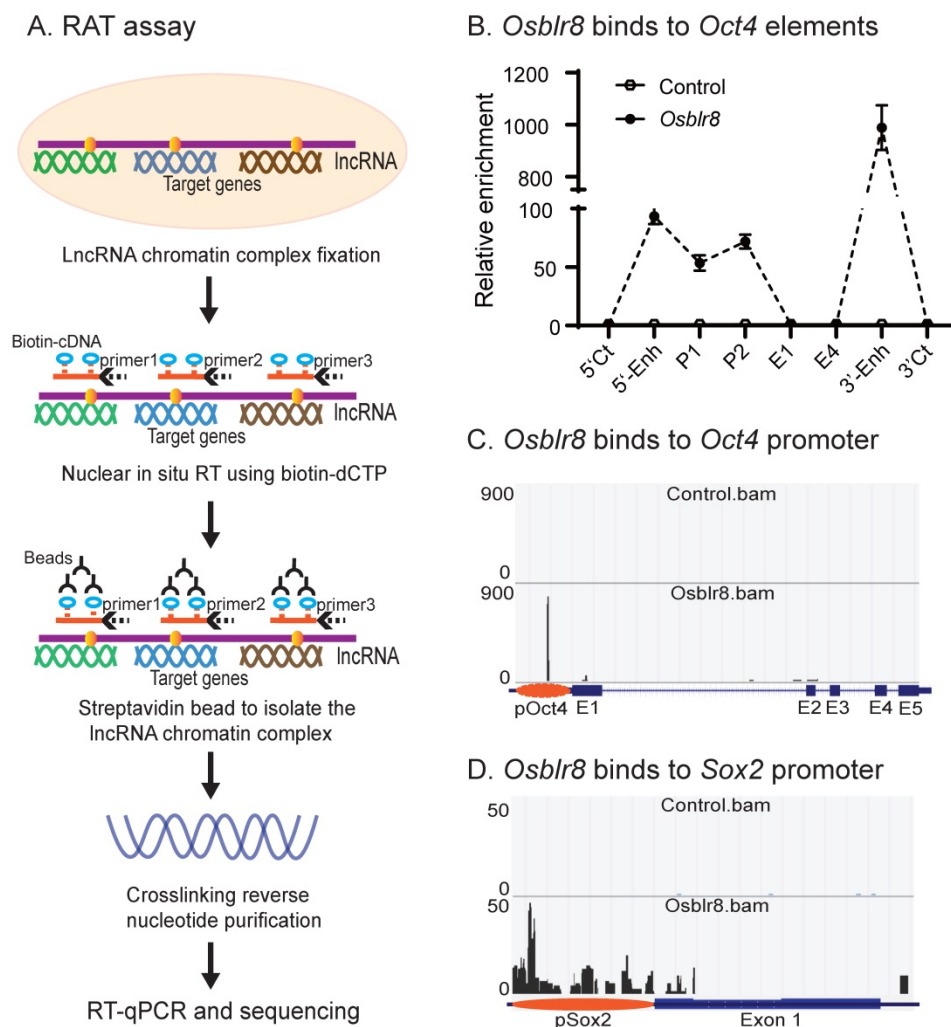 A. RAT assay
lncRNA
Target genes
LncRNA chromatin complex fixation
Biotin-cDNA
primer1 primer2 primer3
lncRNA
Target genes
Nuclear in situ RT using biotin-dCTP
Beads
primer1 primer2 primer3
lncRNA
Target genes
Streptavidin bead to isolate the
lncRNA chromatin complex
Crosslinking reverse
nucleotide purification
RT-qPCR and sequencing
B. Osblr8 binds to Oct4 elements
Relative enrichment
1200
1000
800
100
50
0
Control
Osblr8
5'Ct 5'-Enh P1 P2 E1 E4 3'-Enh 3'Ct
C. Osblr8 binds to Oct4 promoter
900
Control.bam
0
900
Osblr8.bam
0
pOct4 E1 E2 E3 E4 E5
D. Osblr8 binds to Sox2 promoter
50
Control.bam
0
50
Osblr8.bam
0
pSox2 Exon 1